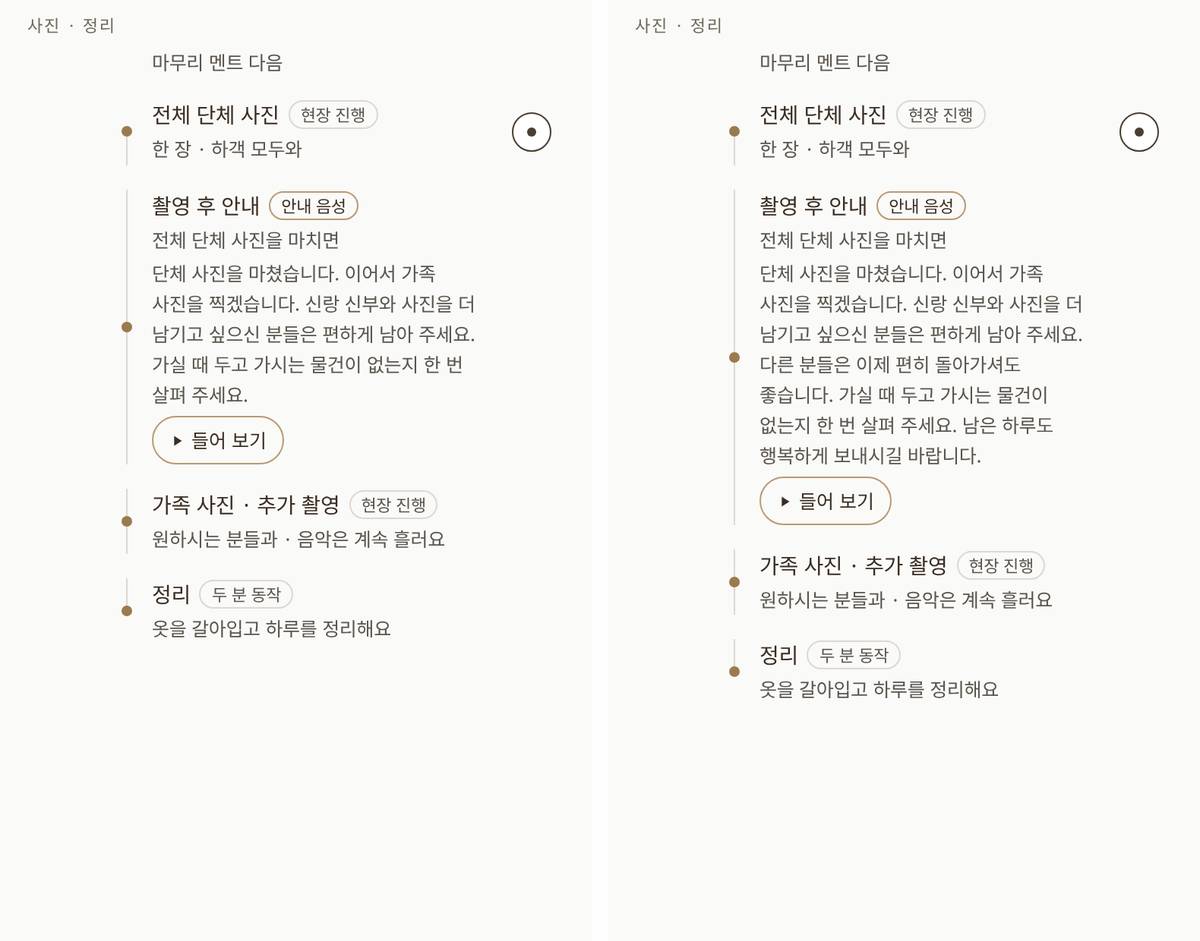 사진 · 정리
마무리 멘트 다음
전체 단체 사진 현장 진행
한 장 · 하객 모두와
촬영 후 안내 안내 음성
전체 단체 사진을 마치면
단체 사진을 마쳤습니다. 이어서 가족
사진을 찍겠습니다. 신랑 신부와 사진을 더
남기고 싶으신 분들은 편하게 남아 주세요.
가실 때 두고 가시는 물건이 없는지 한 번
살펴 주세요.
들어 보기
가족 사진 · 추가 촬영 현장 진행
원하시는 분들과 · 음악은 계속 흘러요
정리 두 분 동작
옷을 갈아입고 하루를 정리해요
사진 · 정리
마무리 멘트 다음
전체 단체 사진 현장 진행
한 장 · 하객 모두와
촬영 후 안내 안내 음성
전체 단체 사진을 마치면
단체 사진을 마쳤습니다. 이어서 가족
사진을 찍겠습니다. 신랑 신부와 사진을 더
남기고 싶으신 분들은 편하게 남아 주세요.
다른 분들은 이제 편히 돌아가셔도
좋습니다. 가실 때 두고 가시는 물건이
없는지 한 번 살펴 주세요. 남은 하루도
행복하게 보내시길 바랍니다.
들어 보기
가족 사진 · 추가 촬영 현장 진행
원하시는 분들과 · 음악은 계속 흘러요
정리 두 분 동작
옷을 갈아입고 하루를 정리해요